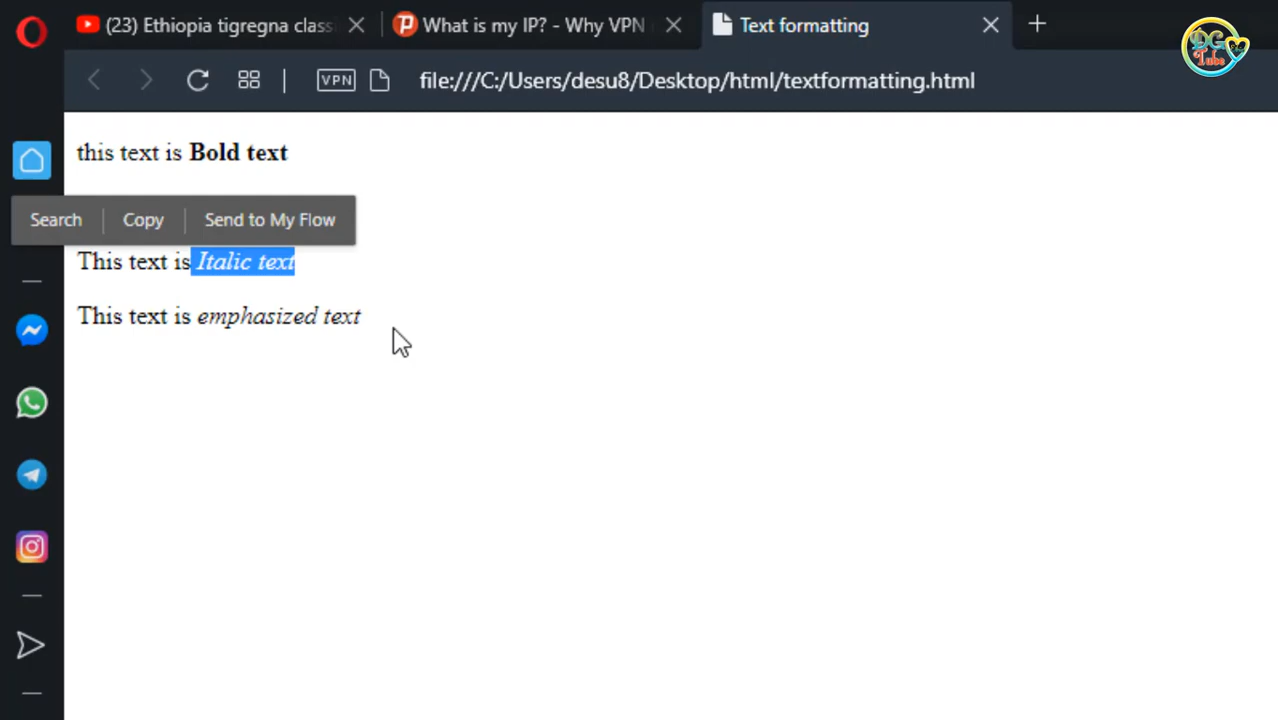 (23) Ethiopia tigregna class
What is my IP? - Why VPN
Text formatting
DG
Tube
VPN
file:///C:/Users/desu8/Desktop/html/textformatting.html
this text is Bold text
Search
Copy
Send to My Flow
This text is Italic text
This text is emphasized text